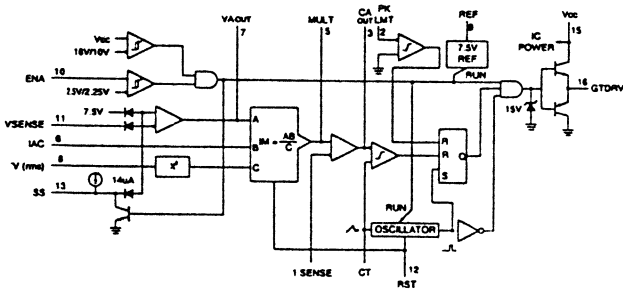 VAOUT
7
MULT
5
CA
OUT
3
PK
LMT
2
REF
9
Vcc
15
Vcc
16V/10V
ENA
10
2.5V/2.25V
7.5V
REF
RUN
IC
POWER
16
GTDRV
15V
7.5V
VSENSE
11
IAC
6
V (rms)
8
X²
A
B
C
IM =
AB
C
R
R
S
14uA
SS
13
RUN
OSCILLATOR
1 SENSE
CT
12
RST